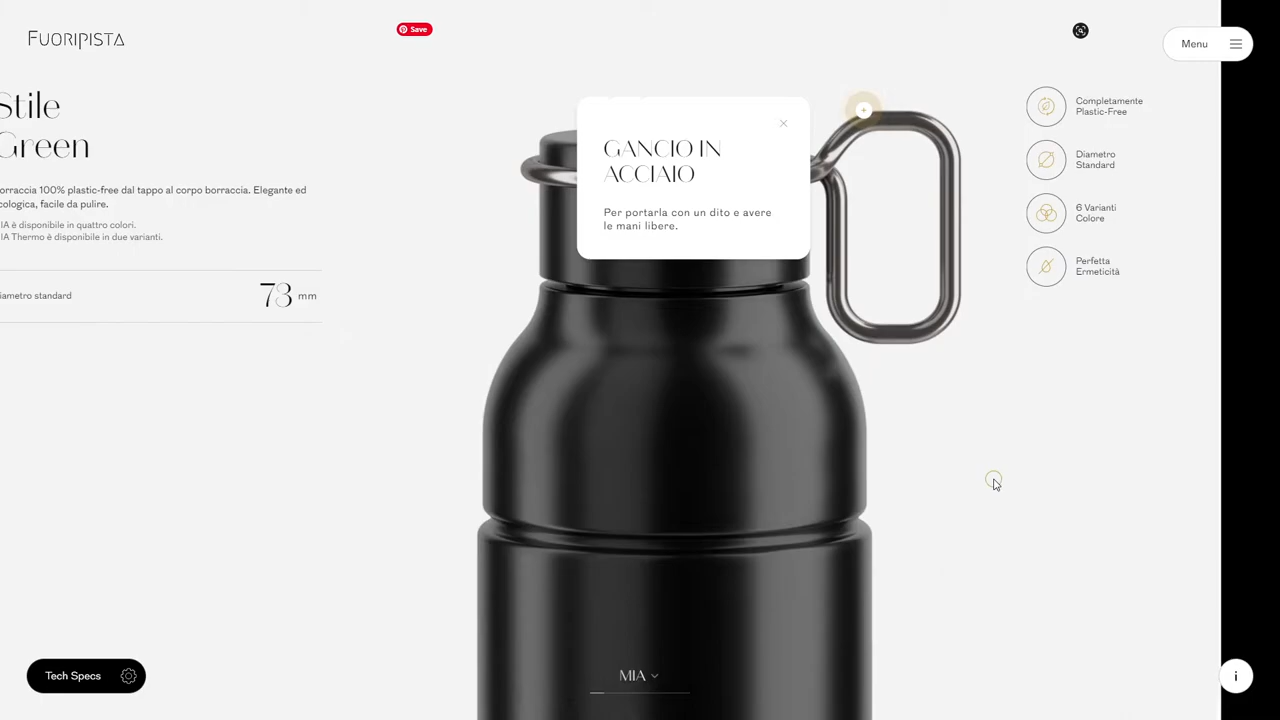 FUORIPISTA
Save
Menu
Stile
Green
orraccia 100% plastic-free dal tappo al corpo borraccia. Elegante ed
cologica, facile da pulire.
IA è disponibile in quattro colori.
IA Thermo è disponibile in due varianti.
iametro standard
73 mm
GANCIO IN
ACCIAIO
Per portarla con un dito e avere
le mani libere.
Completamente
Plastic-Free
Diametro
Standard
6 Varianti
Colore
Perfetta
Ermeticità
Tech Specs
MIA
i